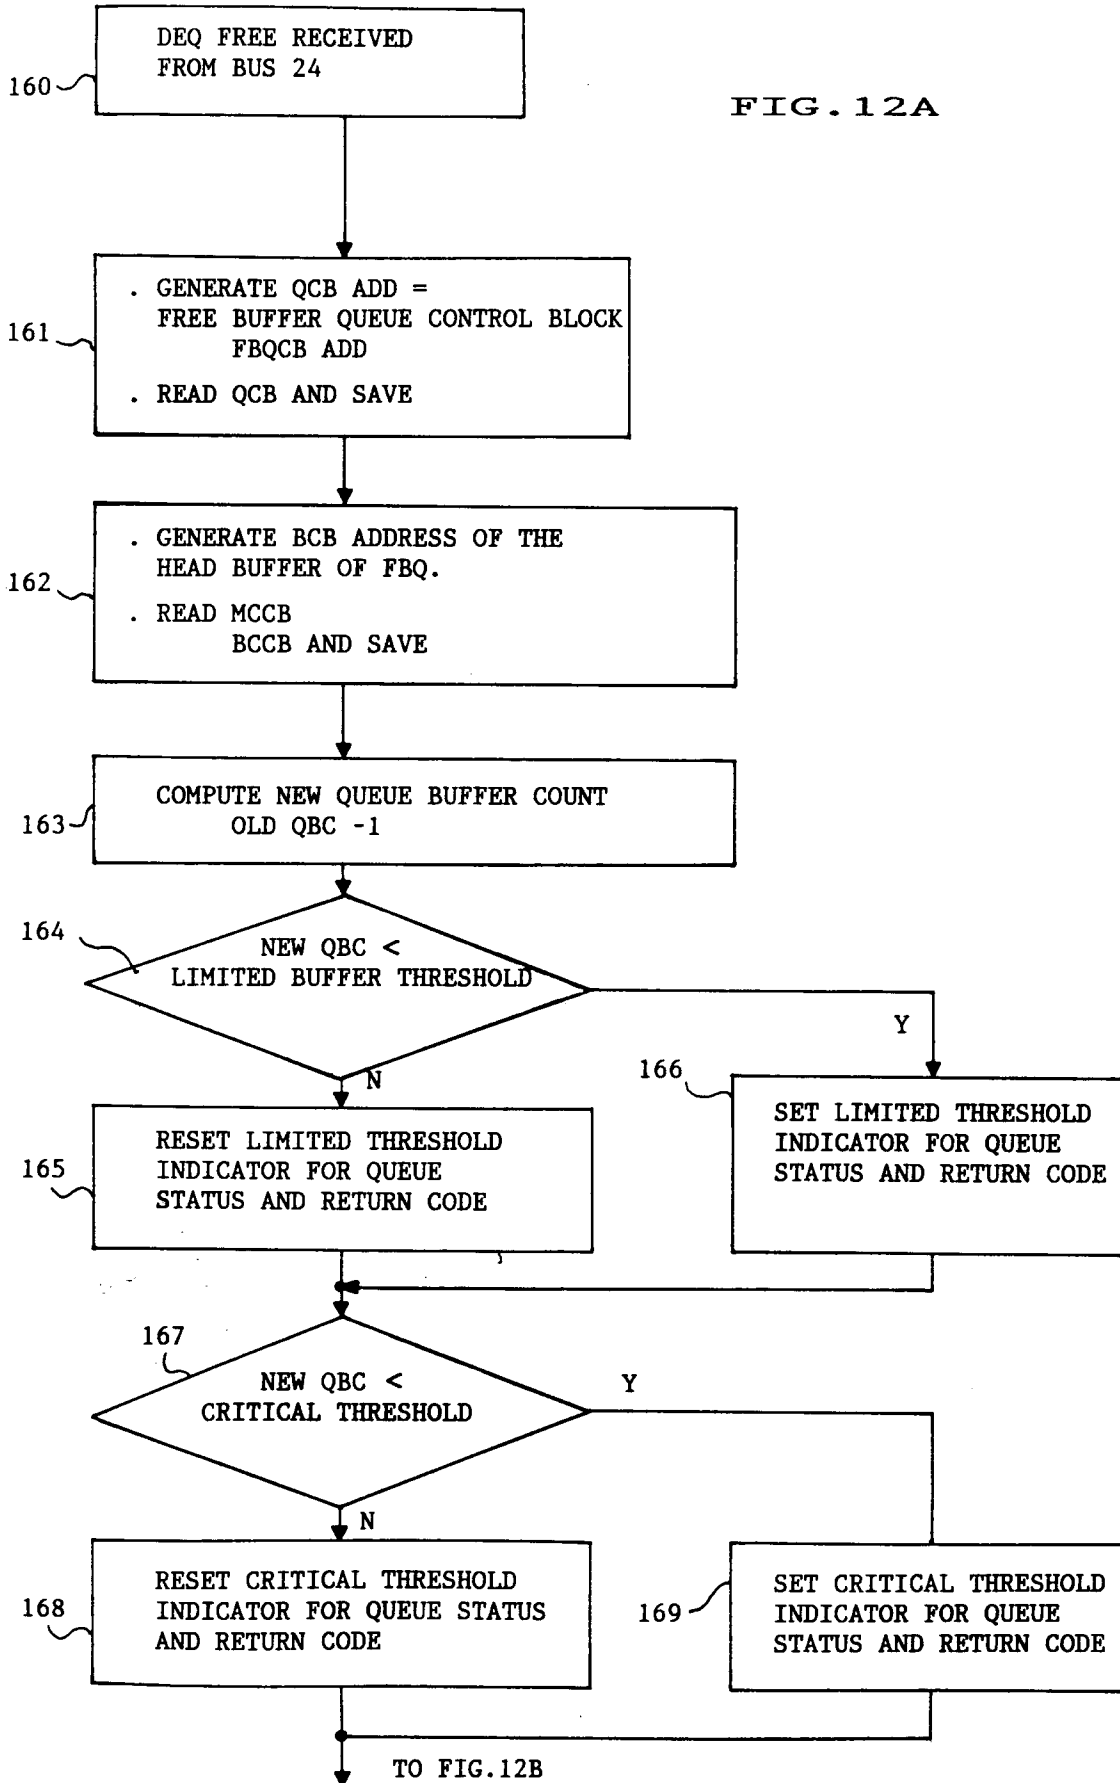 DEQ FREE RECEIVED
FROM BUS 24
160
FIG.12A
. GENERATE QCB ADD =
FREE BUFFER QUEUE CONTROL BLOCK
FBQCB ADD
. READ QCB AND SAVE
161
. GENERATE BCB ADDRESS OF THE
HEAD BUFFER OF FBQ.
. READ MCCB
BCCB AND SAVE
162
COMPUTE NEW QUEUE BUFFER COUNT
OLD QBC -1
163
164
NEW QBC <
LIMITED BUFFER THRESHOLD
Y
N
166
RESET LIMITED THRESHOLD
INDICATOR FOR QUEUE
STATUS AND RETURN CODE
165
SET LIMITED THRESHOLD
INDICATOR FOR QUEUE
STATUS AND RETURN CODE
167
NEW QBC <
CRITICAL THRESHOLD
Y
N
RESET CRITICAL THRESHOLD
INDICATOR FOR QUEUE STATUS
AND RETURN CODE
168
169
SET CRITICAL THRESHOLD
INDICATOR FOR QUEUE
STATUS AND RETURN CODE
TO FIG.12B